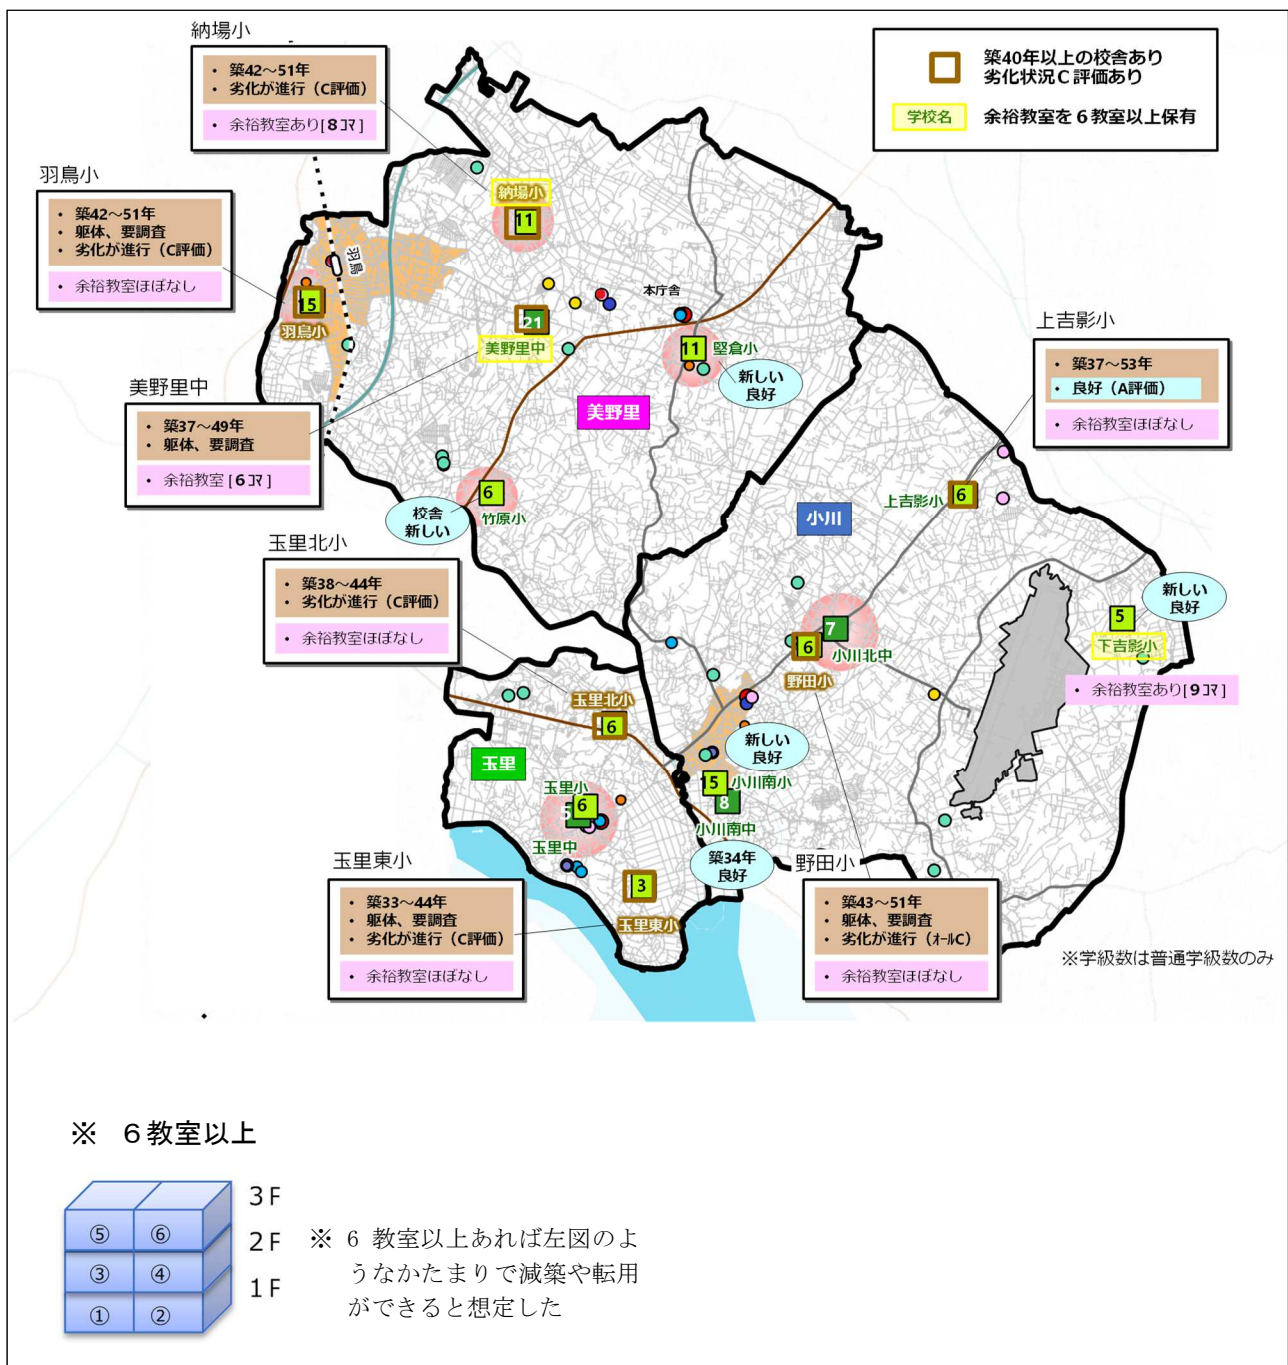 納場小
・ 築42～51年
・ 劣化が進行（C評価）
・ 余裕教室あり[８コマ]
築40年以上の校舎あり
劣化状況Ｃ評価あり
学校名
余裕教室を６教室以上保有
羽鳥小
・ 築42～51年
・ 躯体、要調査
・ 劣化が進行（C評価）
・ 余裕教室ほぼなし
納場小
11
羽鳥
15
羽鳥小
21
美野里中
本庁舎
11
堅倉小
新しい
良好
美野里
上吉影小
・ 築37～53年
・ 良好（A評価）
・ 余裕教室ほぼなし
美野里中
・ 築37～49年
・ 躯体、要調査
・ 余裕教室 [６コマ]
6
竹原小
校舎
新しい
上吉影小
6
小川
玉里北小
・ 築38～44年
・ 劣化が進行（C評価）
・ 余裕教室ほぼなし
新しい
良好
5
下吉影小
・ 余裕教室あり[９コマ]
7
小川北中
6
野田小
玉里北小
6
玉里
新しい
良好
15
小川南小
8
小川南中
玉里小
6
5
玉里中
築34年
良好
3
玉里東小
玉里東小
・ 築33～44年
・ 躯体、要調査
・ 劣化が進行（C評価）
・ 余裕教室ほぼなし
野田小
・ 築43～51年
・ 躯体、要調査
・ 劣化が進行（ｵｰﾙC）
・ 余裕教室ほぼなし
※学級数は普通学級数のみ
※ ６教室以上
3F
2F
1F
⑤ ⑥
③ ④
① ②
※ 6 教室以上あれば左図のよ
うなかたまりで減築や転用
ができると想定した